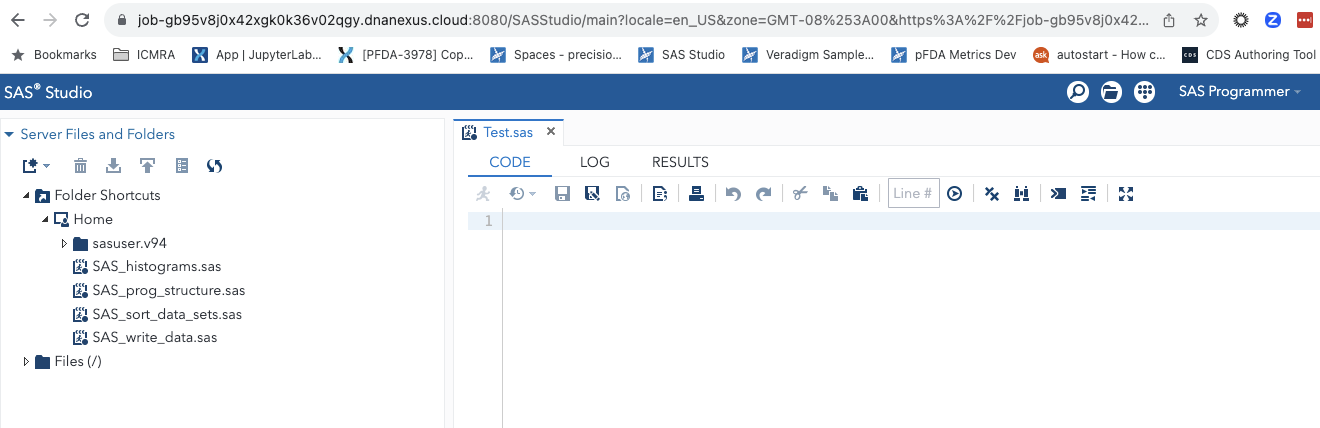 job-gb95v8j0x42xgk0k36v02qgy.dnanexus.cloud:8080/SASStudio/main?locale=en_US&zone=GMT-08%253A00&https%3A%2F%2Fjob-gb95v8j0x42...
Bookmarks ICMRA App | JupyterLab... [PFDA-3978] Cop... Spaces - precisio... SAS Studio Veradigm Sample... pFDA Metrics Dev ask autostart - How c... CDS CDS Authoring Tool
SAS® Studio SAS Programmer
Server Files and Folders
Test.sas
CODE LOG RESULTS
Line #
1
Folder Shortcuts
Home
sasuser.v94
SAS_histograms.sas
SAS_prog_structure.sas
SAS_sort_data_sets.sas
SAS_write_data.sas
Files (/)